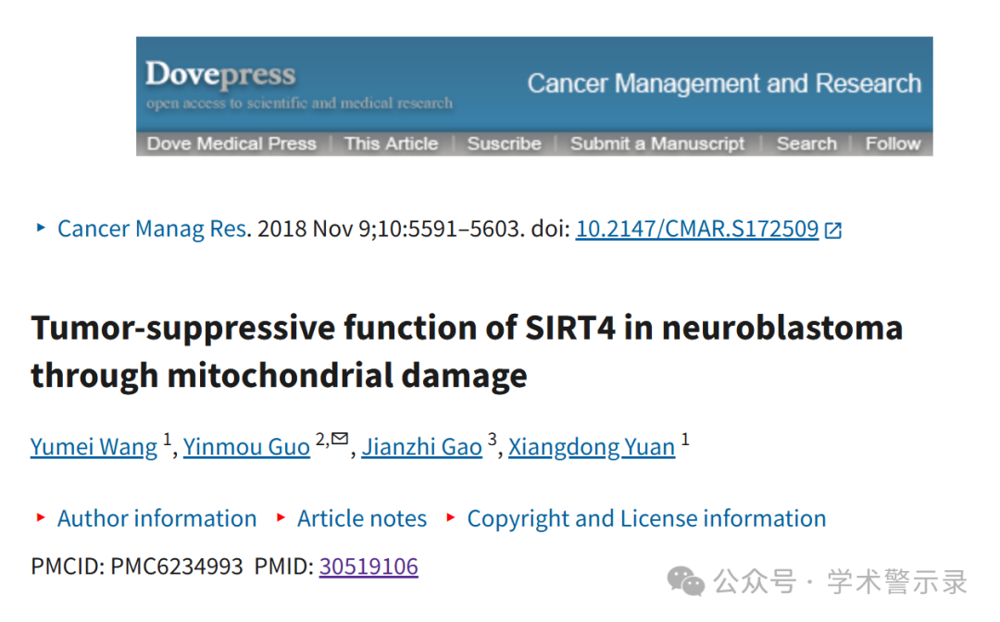 Dovepress
open access to scientific and medical research
Cancer Management and Research
Dove Medical Press | This Article | Suscribe | Submit a Manuscript | Search | Follow
Cancer Manag Res. 2018 Nov 9;10:5591–5603. doi: 10.2147/CMAR.S172509
Tumor-suppressive function of SIRT4 in neuroblastoma
through mitochondrial damage
Yumei Wang 1, Yinmou Guo 2,✉, Jianzhi Gao 3, Xiangdong Yuan 1
Author information Article notes Copyright and License information
PMCID: PMC6234993 PMID: 30519106
公众号 · 学术警示录